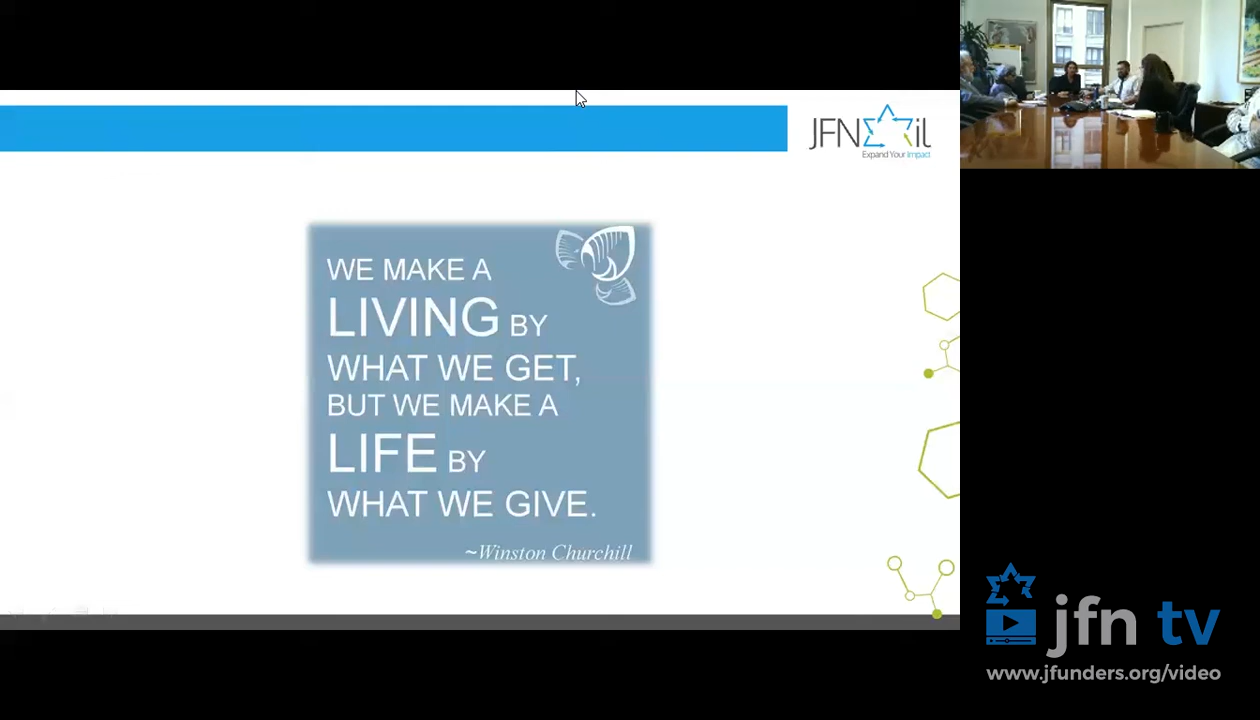 JFN il
Expand Your Impact
WE MAKE A
LIVING BY
WHAT WE GET,
BUT WE MAKE A
LIFE BY
WHAT WE GIVE.
~Winston Churchill
jfn tv
www.jfunders.org/video